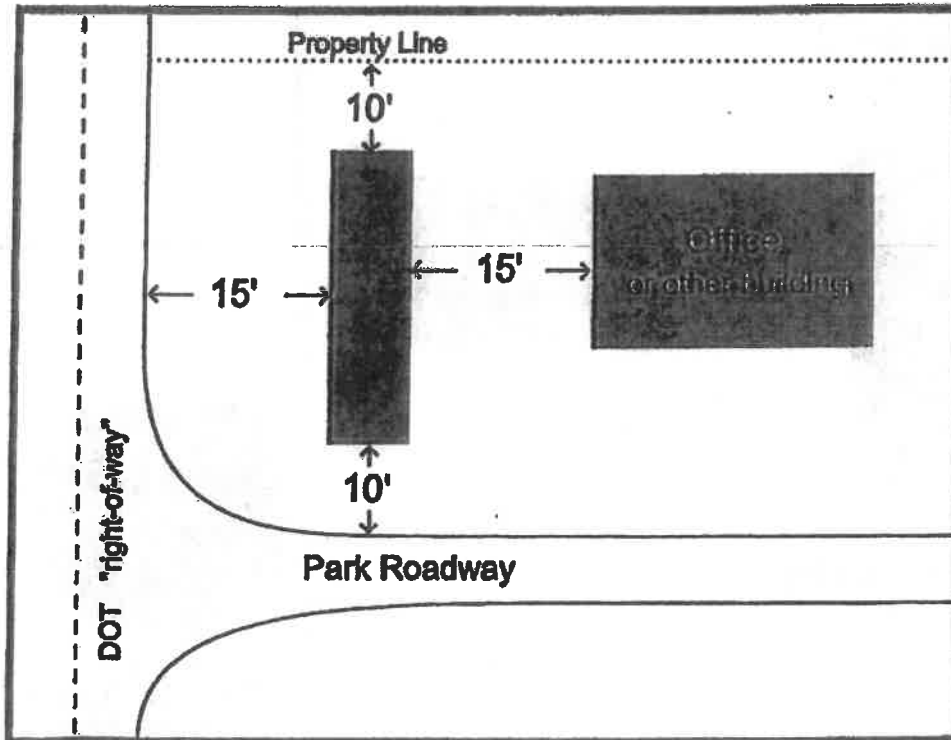 Property Line
10'
15'
15'
Office
or other building
10'
DOT "right-of-way"
Park Roadway